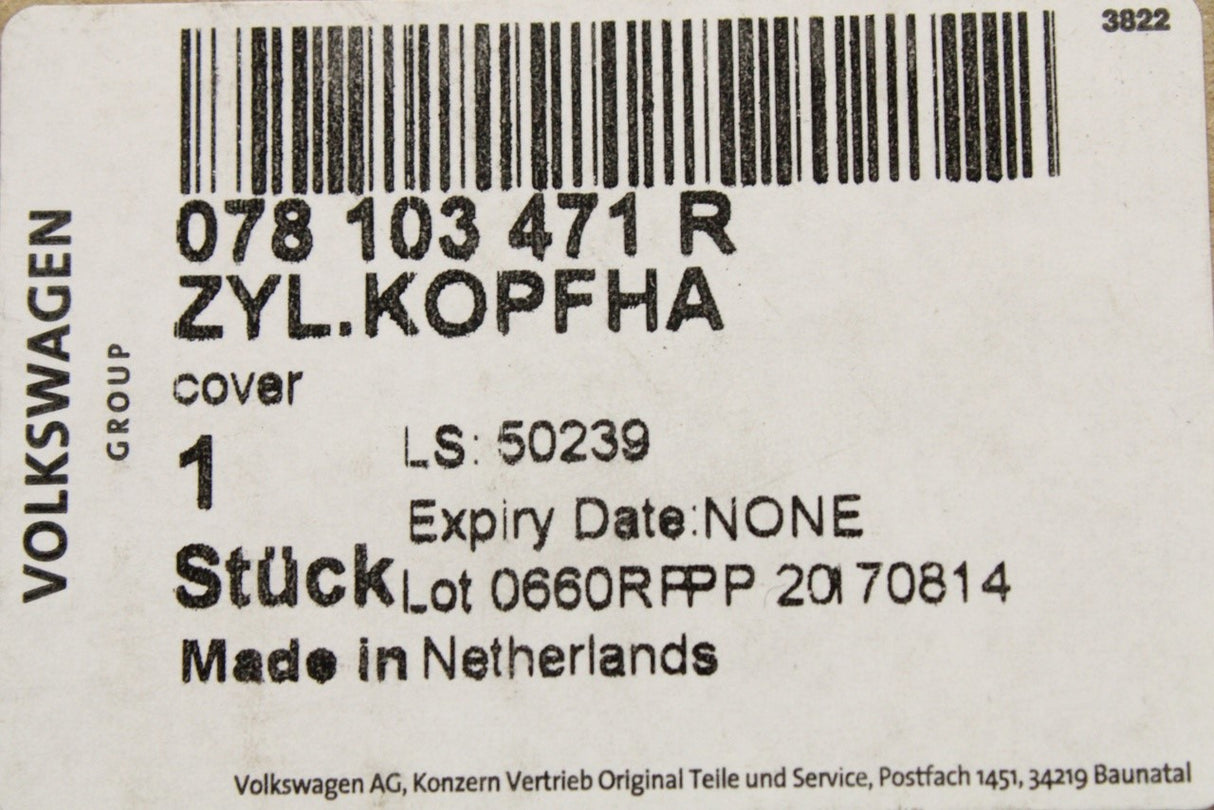 3822
VOLKSWAGEN
GROUP
078 103 471 R
ZYL.KOPFHA
cover
1
LS: 50239
Expiry Date:NONE
Stück
Lot 0660RPPP 20170814
Made in Netherlands
Volkswagen AG, Konzern Vertrieb Original Teile und Service, Postfach 1451, 34219 Baunatal